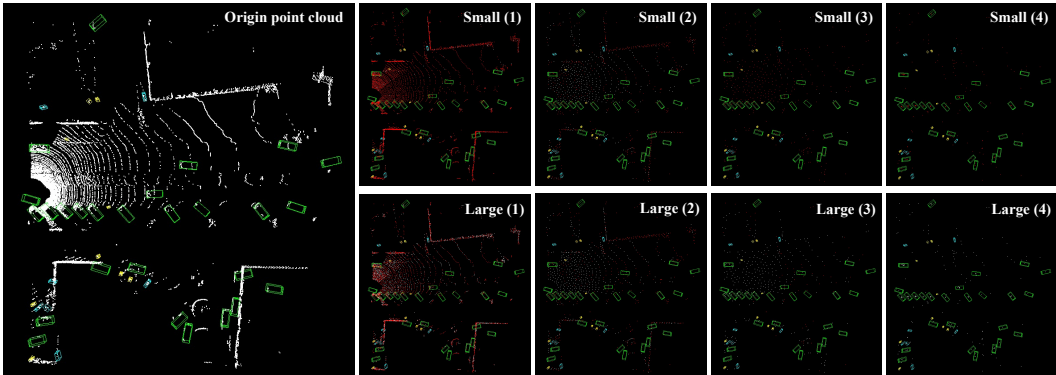 Origin point cloud
Small (1)
Small (2)
Small (3)
Small (4)
Large (1)
Large (2)
Large (3)
Large (4)